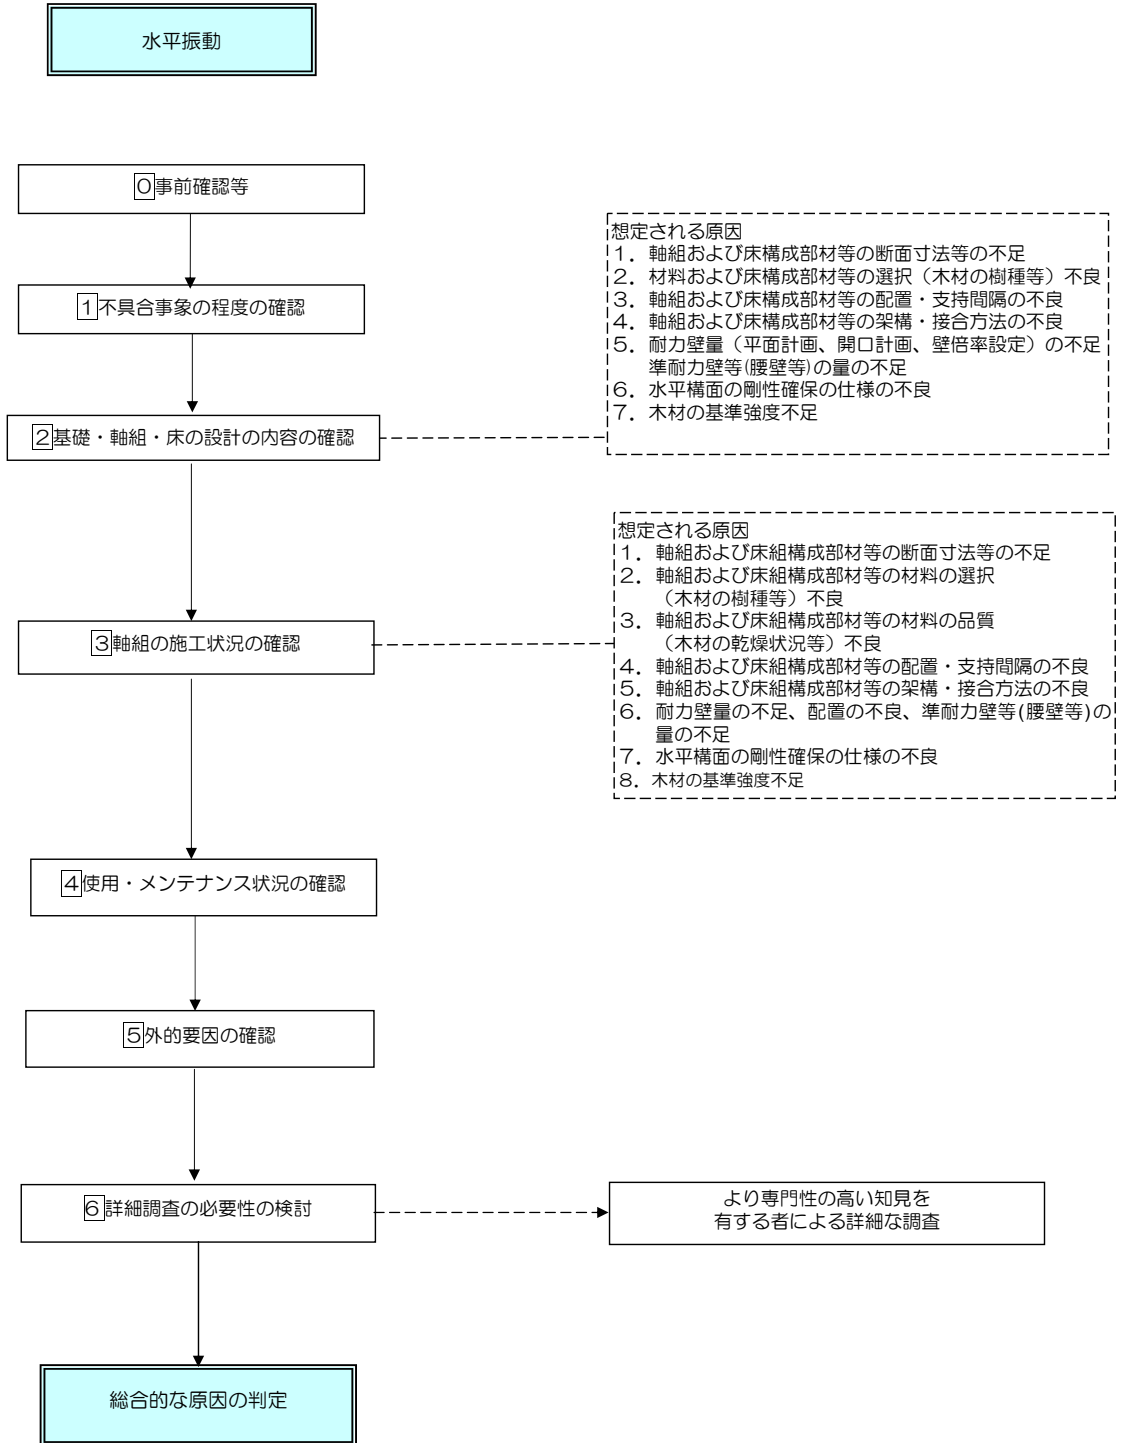 水平振動
0事前確認等
1不具合事象の程度の確認
2基礎・軸組・床の設計の内容の確認
想定される原因
1．軸組および床構成部材等の断面寸法等の不足
2．材料および床構成部材等の選択（木材の樹種等）不良
3．軸組および床構成部材等の配置・支持間隔の不良
4．軸組および床構成部材等の架構・接合方法の不良
5．耐力壁量（平面計画、開口計画、壁倍率設定）の不足
準耐力壁等(腰壁等)の量の不足
6．水平構面の剛性確保の仕様の不良
7．木材の基準強度不足
3軸組の施工状況の確認
想定される原因
1．軸組および床組構成部材等の断面寸法等の不足
2．軸組および床組構成部材等の材料の選択
（木材の樹種等）不良
3．軸組および床組構成部材等の材料の品質
（木材の乾燥状況等）不良
4．軸組および床組構成部材等の配置・支持間隔の不良
5．軸組および床組構成部材等の架構・接合方法の不良
6．耐力壁量の不足、配置の不良、準耐力壁等(腰壁等)の
量の不足
7．水平構面の剛性確保の仕様の不良
8．木材の基準強度不足
4使用・メンテナンス状況の確認
5外的要因の確認
6詳細調査の必要性の検討
より専門性の高い知見を
有する者による詳細な調査
総合的な原因の判定